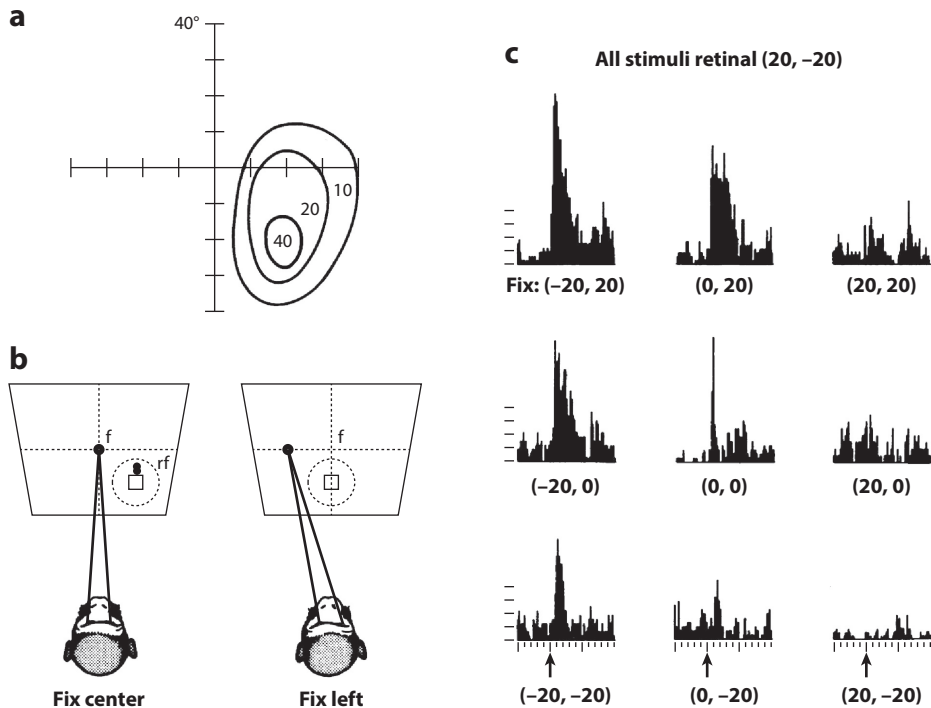 a
40°
10
20
40
b
f
rf
f
Fix center
Fix left
c
All stimuli retinal (20, –20)
Fix: (–20, 20)
(0, 20)
(20, 20)
(–20, 0)
(0, 0)
(20, 0)
(–20, –20)
(0, –20)
(20, –20)